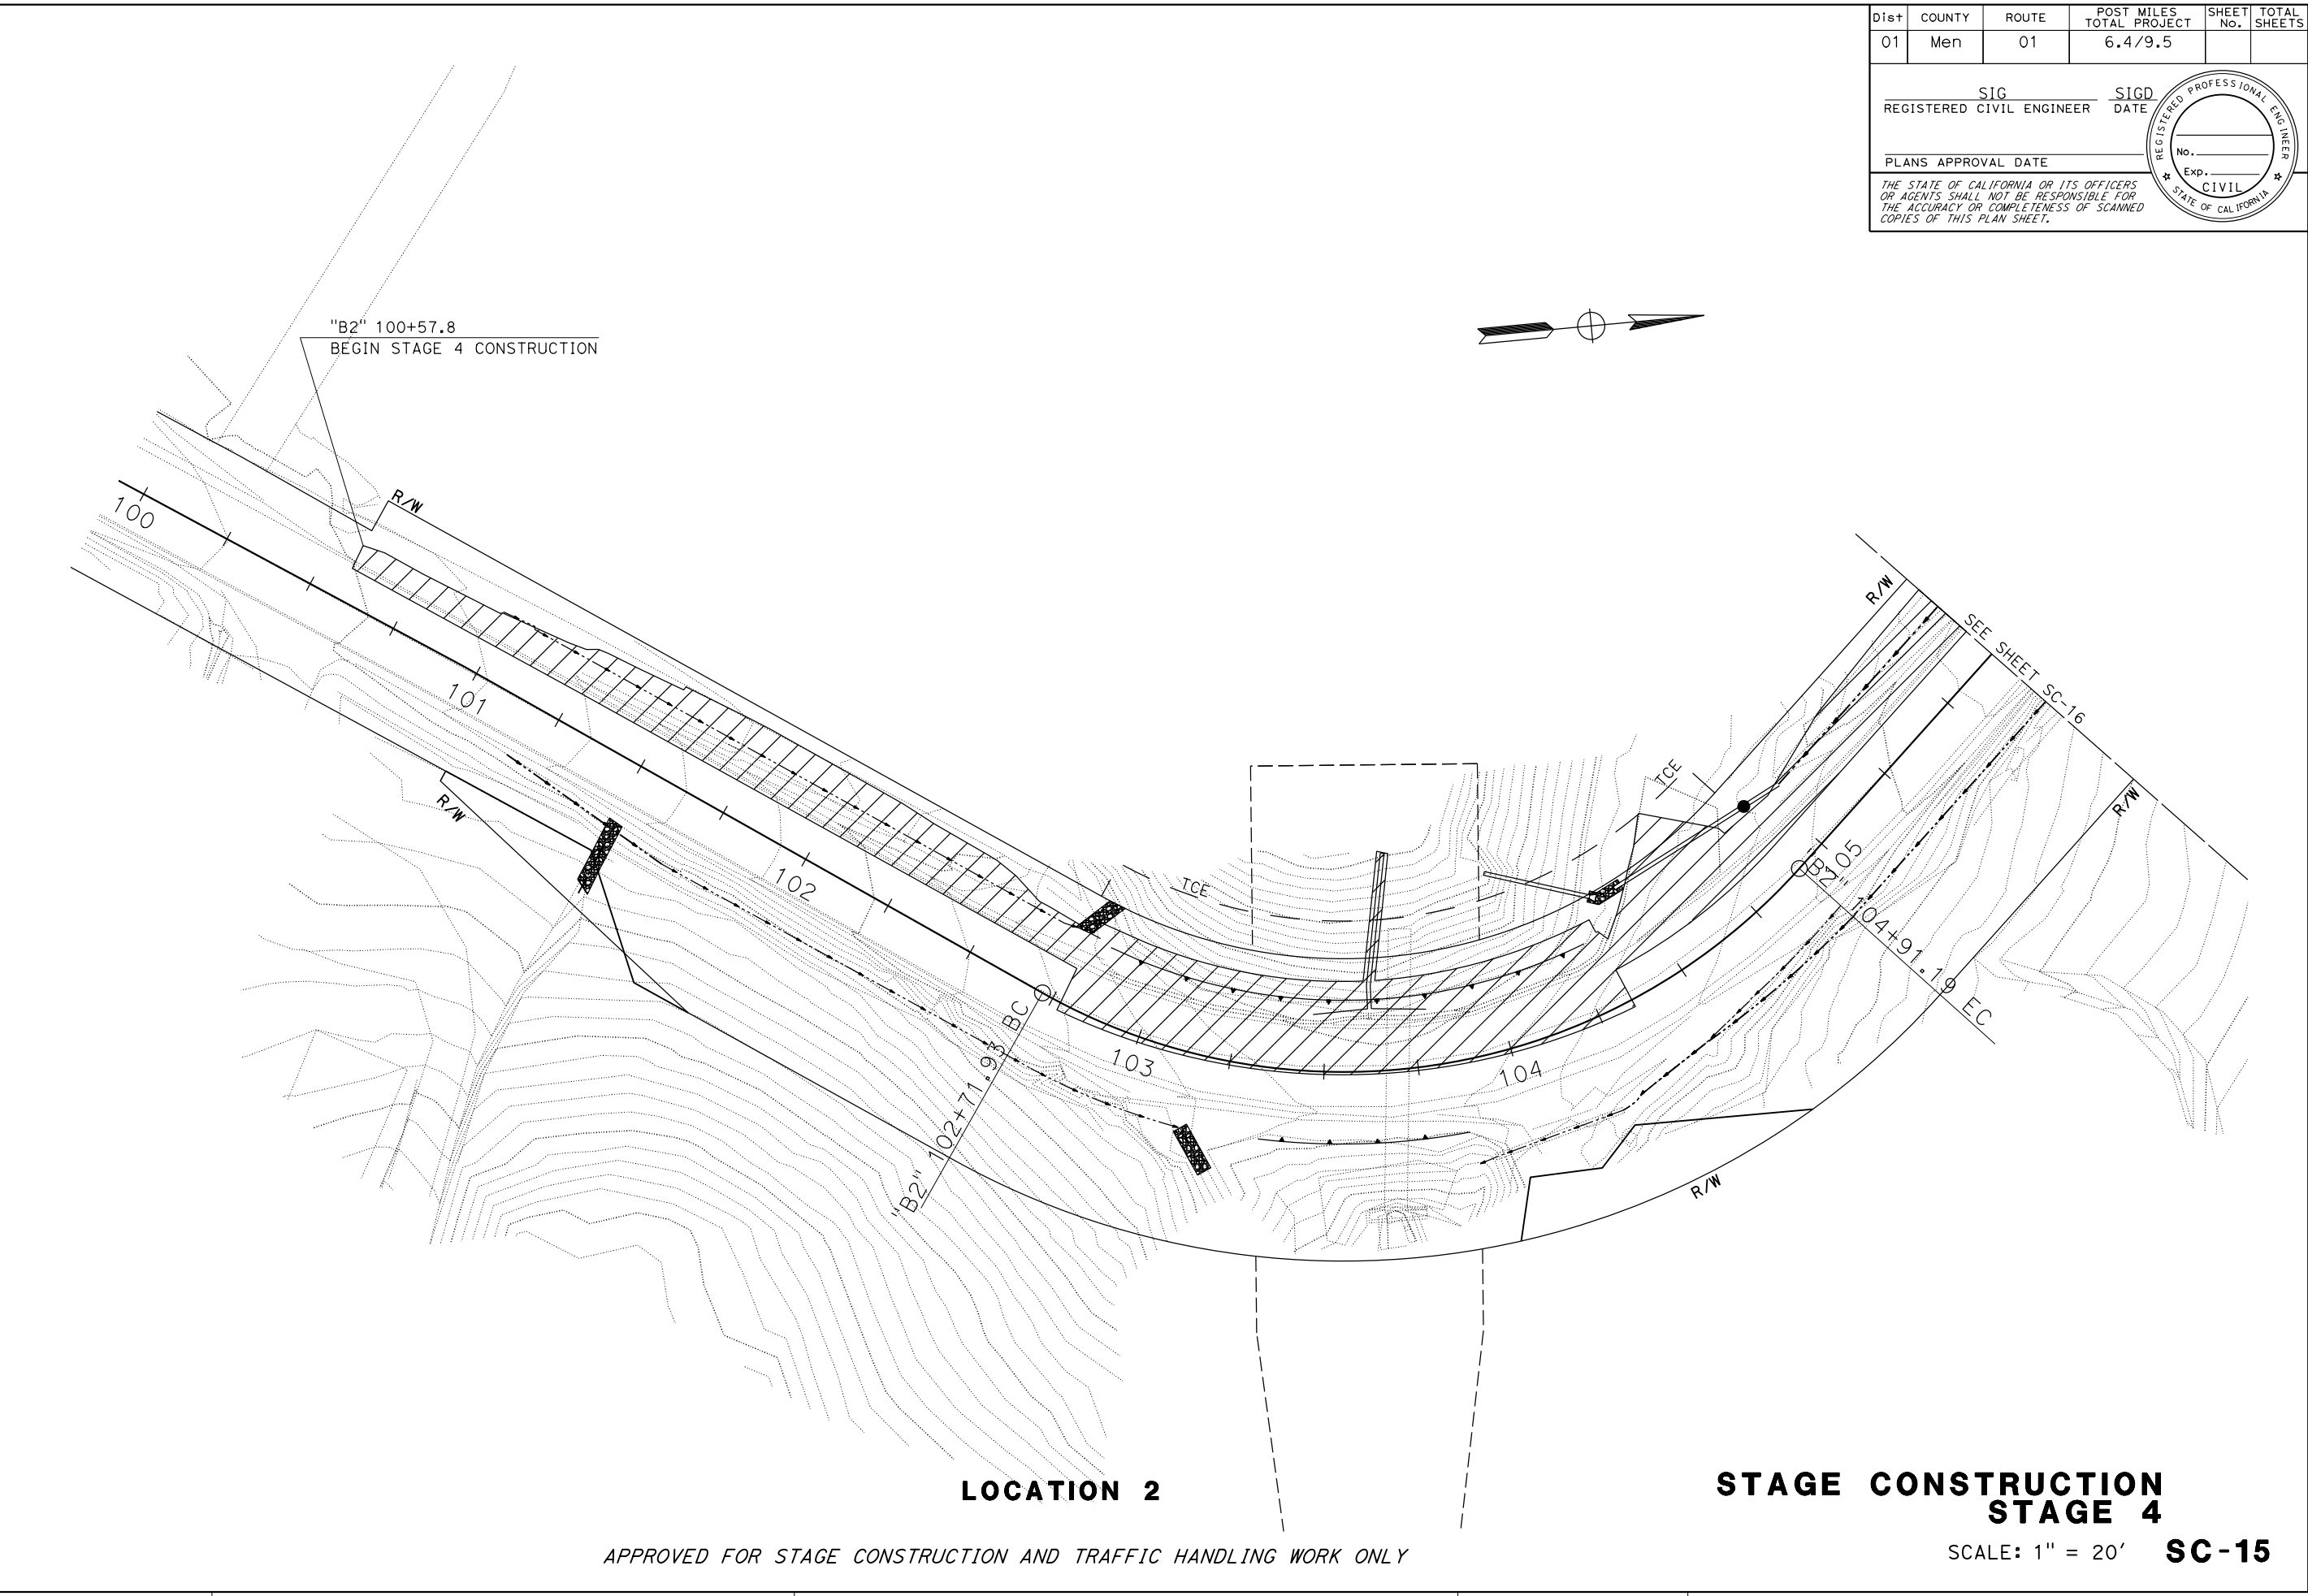 Dist COUNTY ROUTE POST MILES TOTAL PROJECT SHEET No. TOTAL SHEETS
01 Men 01 6.4/9.5
SIG SIGD
REGISTERED CIVIL ENGINEER DATE
PLANS APPROVAL DATE
REGISTERED PROFESSIONAL ENGINEER
No.
Exp.
CIVIL
STATE OF CALIFORNIA
THE STATE OF CALIFORNIA OR ITS OFFICERS
OR AGENTS SHALL NOT BE RESPONSIBLE FOR
THE ACCURACY OR COMPLETENESS OF SCANNED
COPIES OF THIS PLAN SHEET.
"B2" 100+57.8
BEGIN STAGE 4 CONSTRUCTION
R/W
100
101
R/W
102
TCE
TCE
R/W
SEE SHEET SC-16
R/W
105
"B2" 104+91.19 EC
"B2" 102+71.93 BC
103
104
R/W
LOCATION 2
APPROVED FOR STAGE CONSTRUCTION AND TRAFFIC HANDLING WORK ONLY
STAGE CONSTRUCTION
STAGE 4
SCALE: 1" = 20' SC-15